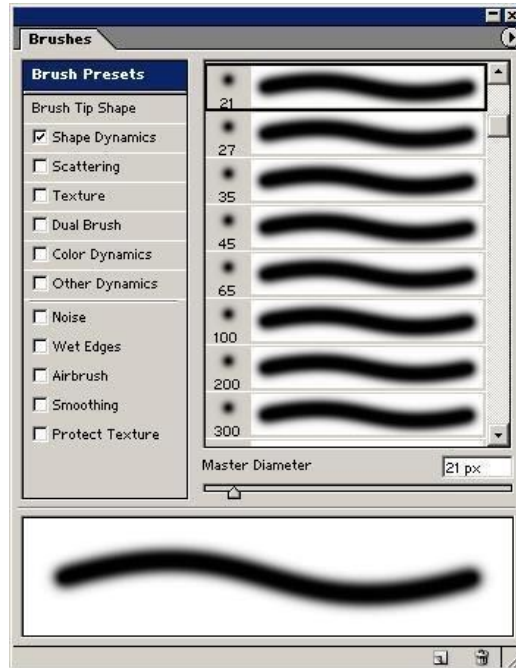 Brushes
Brush Presets
Brush Tip Shape
Shape Dynamics
Scattering
Texture
Dual Brush
Color Dynamics
Other Dynamics
Noise
Wet Edges
Airbrush
Smoothing
Protect Texture
21
27
35
45
65
100
200
300
Master Diameter
21 px